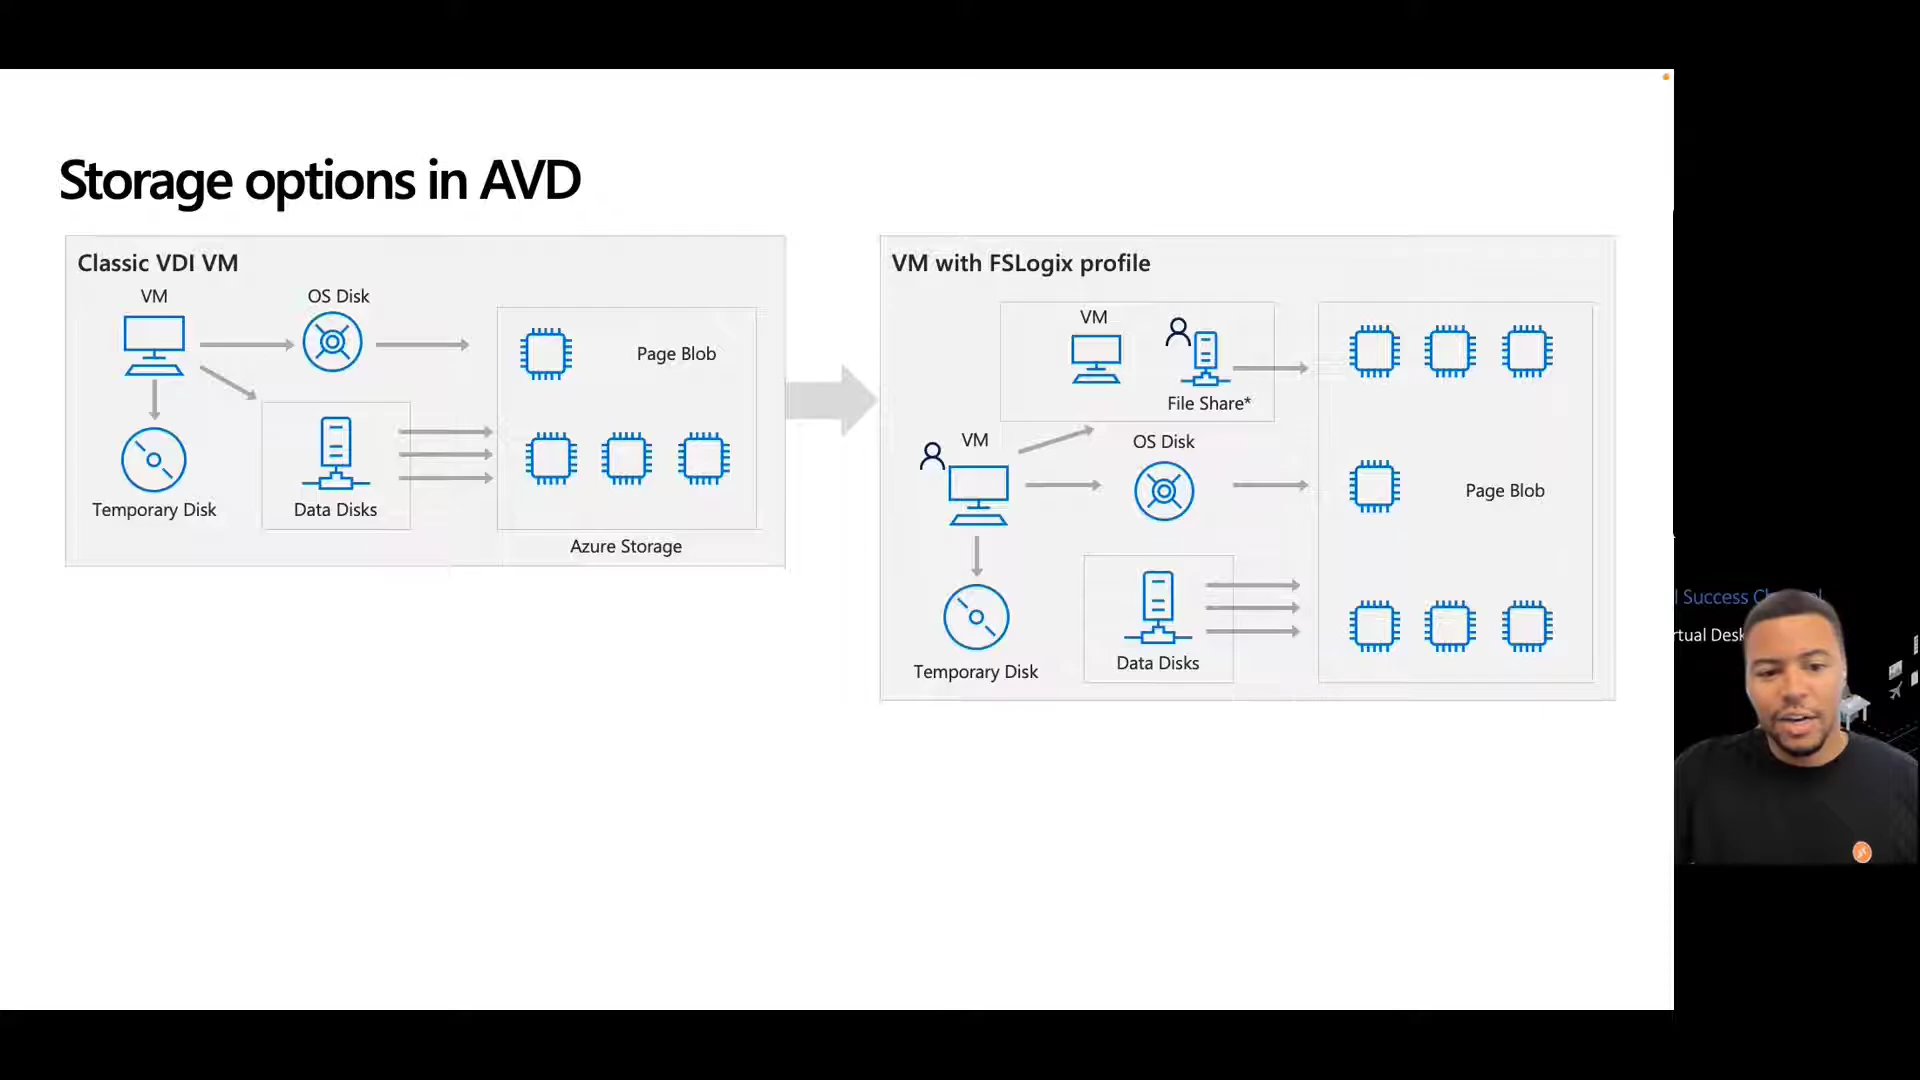 Storage options in AVD
Classic VDI VM
VM
OS Disk
Page Blob
Temporary Disk
Data Disks
Azure Storage
VM with FSLogix profile
VM
File Share*
VM
OS Disk
Page Blob
Temporary Disk
Data Disks
l Success
rtual Desk